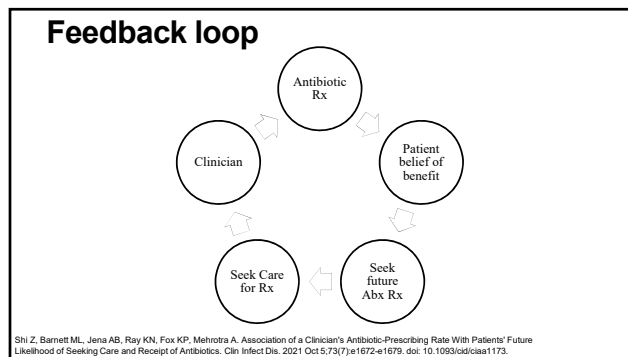 Feedback loop
Antibiotic
Rx
Patient
belief of
benefit
Seek
future
Abx Rx
Seek Care
for Rx
Clinician
Shi Z, Barnett ML, Jena AB, Ray KN, Fox KP, Mehrotra A. Association of a Clinician's Antibiotic-Prescribing Rate With Patients' Future
Likelihood of Seeking Care and Receipt of Antibiotics. Clin Infect Dis. 2021 Oct 5;73(7):e1672-e1679. doi: 10.1093/cid/ciaa1173.